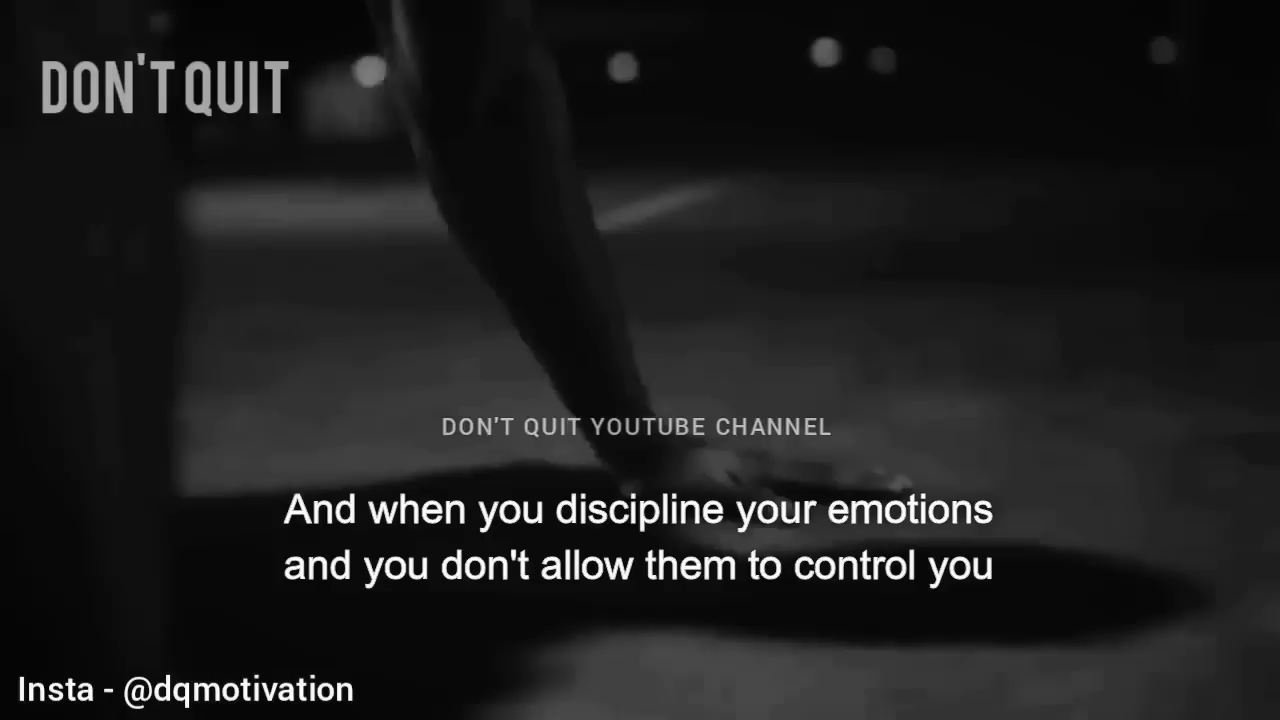 DON'T QUIT
DON'T QUIT YOUTUBE CHANNEL
And when you discipline your emotions
and you don't allow them to control you
Insta - @dqmotivation